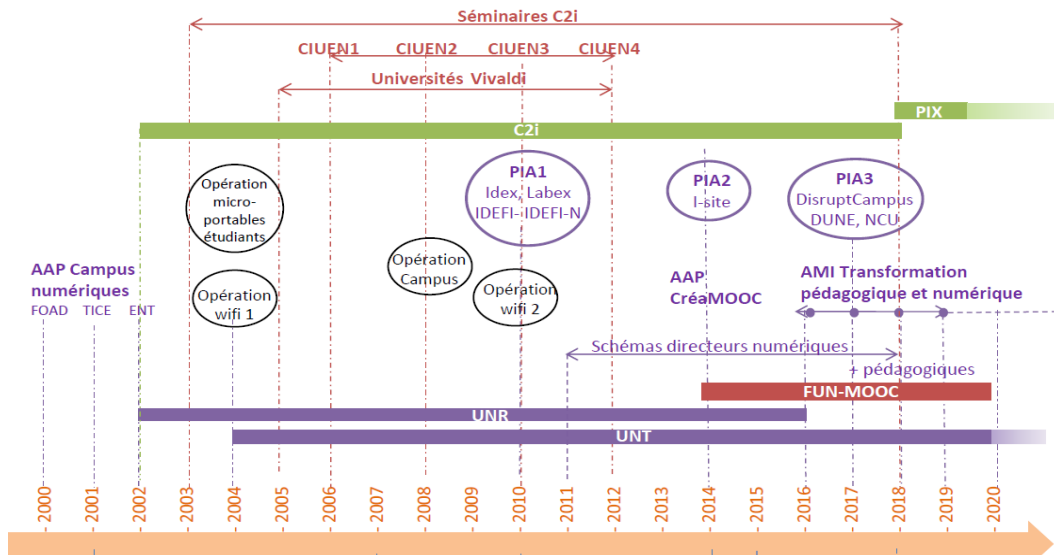 Séminaires C2i
CIUEN1 CIUEN2 CIUEN3 CIUEN4
Universités Vivaldi
PIX
C2i
Opération
micro-
portables
étudiants
PIA1
Idex, Labex
IDEFI- IDEFI-N
PIA2
I-site
PIA3
DisruptCampus
DUNE, NCU
Opération
Campus
AAP Campus
numériques
FOAD TICE ENT
Opération
wifi 1
Opération
wifi 2
AAP
CréaMOOC
AMI Transformation
pédagogique et numérique
Schémas directeurs numériques
+ pédagogiques
FUN-MOOC
UNR
UNT
2000 2001 2002 2003 2004 2005 2006 2007 2008 2009 2010 2011 2012 2013 2014 2015 2016 2017 2018 2019 2020